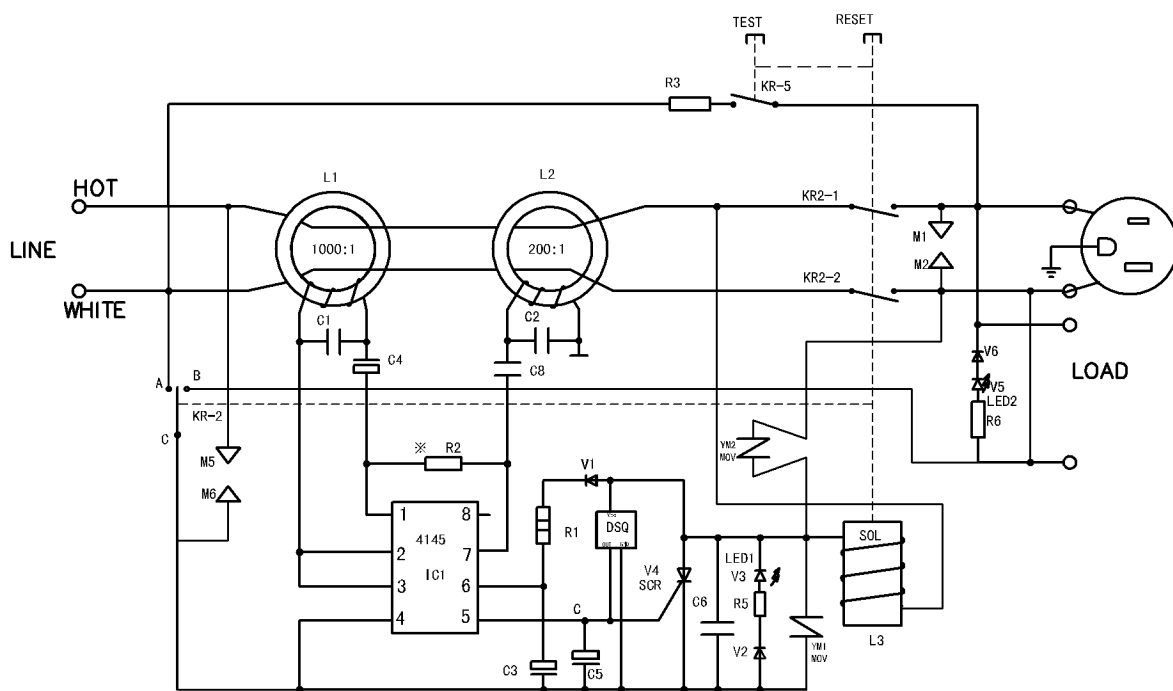 TEST
RESET
R3
KR-5
HOT
L1
L2
KR2-1
LINE
1000:1
200:1
M1
M2
WHITE
KR2-2
C1
C2
C4
C8
V6
A
B
V5
LED2
LOAD
KR-2
C
R6
M5
※ R2
YM2
MOV
M6
V1
1
8
4145
R1
DSQ
OUT
SOL
2
7
IC1
V4
SCR
LED1
V3
3
6
C6
R5
4
5
C
YM1
MOV
L3
C3
C5
V2